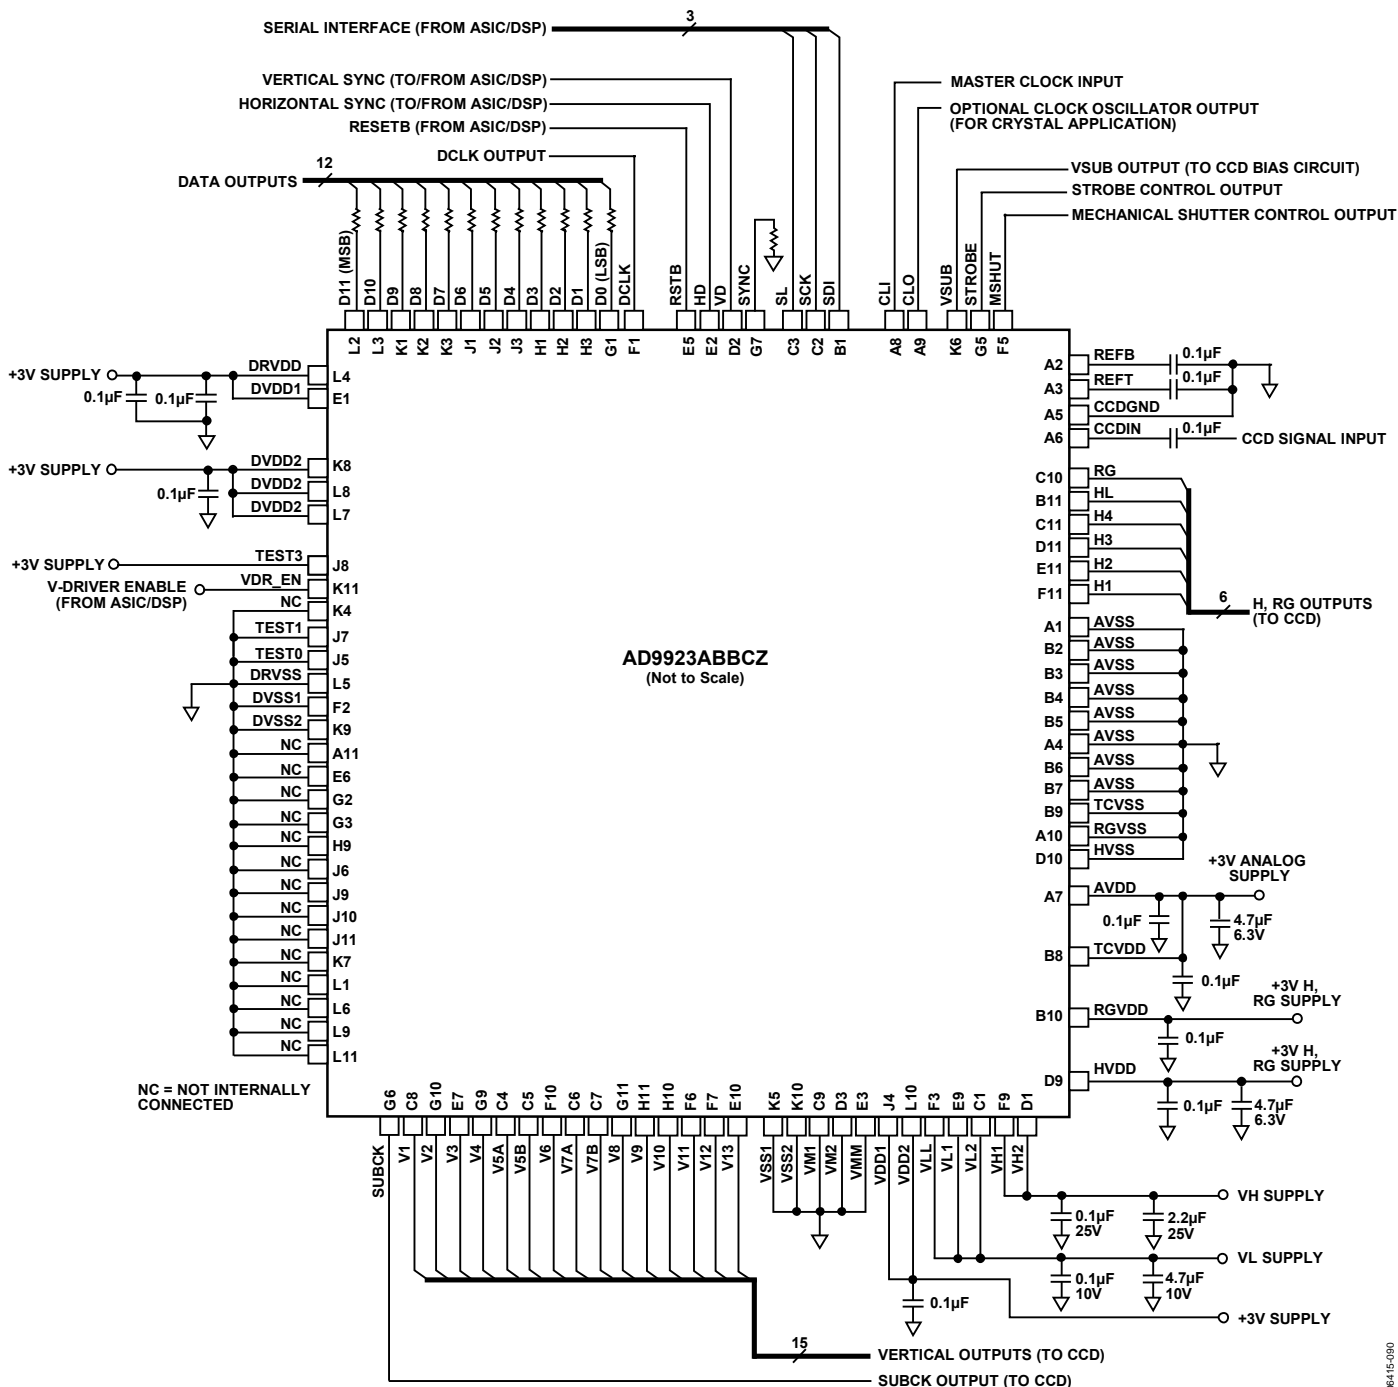 3
SERIAL INTERFACE (FROM ASIC/DSP)
VERTICAL SYNC (TO/FROM ASIC/DSP)
HORIZONTAL SYNC (TO/FROM ASIC/DSP)
RESETB (FROM ASIC/DSP)
DCLK OUTPUT
12
DATA OUTPUTS
MASTER CLOCK INPUT
OPTIONAL CLOCK OSCILLATOR OUTPUT
(FOR CRYSTAL APPLICATION)
VSUB OUTPUT (TO CCD BIAS CIRCUIT)
STROBE CONTROL OUTPUT
MECHANICAL SHUTTER CONTROL OUTPUT
D11 (MSB)
D10
D9
D8
D7
D6
D5
D4
D3
D2
D1
D0 (LSB)
DCLK
RSTB
HD
VD
SYNC
SL
SCK
SDI
CLI
CLO
VSUB
STROBE
MSHUT
L2
L3
K1
K2
K3
J1
J2
J3
H1
H2
H3
G1
F1
E5
E2
D2
G7
C3
C2
B1
A8
A9
K6
G5
F5
+3V SUPPLY
0.1µF
0.1µF
DRVDD
L4
DVDD1
E1
+3V SUPPLY
0.1µF
DVDD2
K8
DVDD2
L8
DVDD2
L7
+3V SUPPLY
TEST3
J8
V-DRIVER ENABLE
(FROM ASIC/DSP)
VDR_EN
K11
NC
K4
TEST1
J7
TEST0
J5
DRVSS
L5
DVSS1
F2
DVSS2
K9
NC
A11
NC
E6
NC
G2
NC
G3
NC
H9
NC
J6
NC
J9
NC
J10
NC
J11
NC
K7
NC
L1
NC
L6
NC
L9
NC
L11
NC = NOT INTERNALLY
CONNECTED
AD9923ABBCZ
(Not to Scale)
A2
REFB
0.1µF
A3
REFT
0.1µF
A5
CCDGND
A6
CCDIN
0.1µF
CCD SIGNAL INPUT
C10
RG
B11
HL
C11
H4
D11
H3
E11
H2
F11
H1
6
H, RG OUTPUTS
(TO CCD)
A1
AVSS
B2
AVSS
B3
AVSS
B4
AVSS
B5
AVSS
A4
AVSS
B6
AVSS
B7
AVSS
B9
TCVSS
A10
RGVSS
D10
HVSS
+3V ANALOG
SUPPLY
A7
AVDD
0.1µF
4.7µF
6.3V
B8
TCVDD
0.1µF
+3V H,
RG SUPPLY
B10
RGVDD
0.1µF
+3V H,
RG SUPPLY
D9
HVDD
0.1µF
4.7µF
6.3V
G6
C8
G10
E7
G9
C4
C5
F10
C6
C7
G11
H11
H10
F6
F7
E10
K5
K10
C9
D3
E3
J4
L10
F3
E9
C1
F9
D1
SUBCK
V1
V2
V3
V4
V5A
V5B
V6
V7A
V7B
V8
V9
V10
V11
V12
V13
VSS1
VSS2
VM1
VM2
VMM
VDD1
VDD2
VLL
VL1
VL2
VH1
VH2
VH SUPPLY
0.1µF
25V
2.2µF
25V
VL SUPPLY
0.1µF
10V
4.7µF
10V
0.1µF
+3V SUPPLY
15
VERTICAL OUTPUTS (TO CCD)
SUBCK OUTPUT (TO CCD)
06415-090